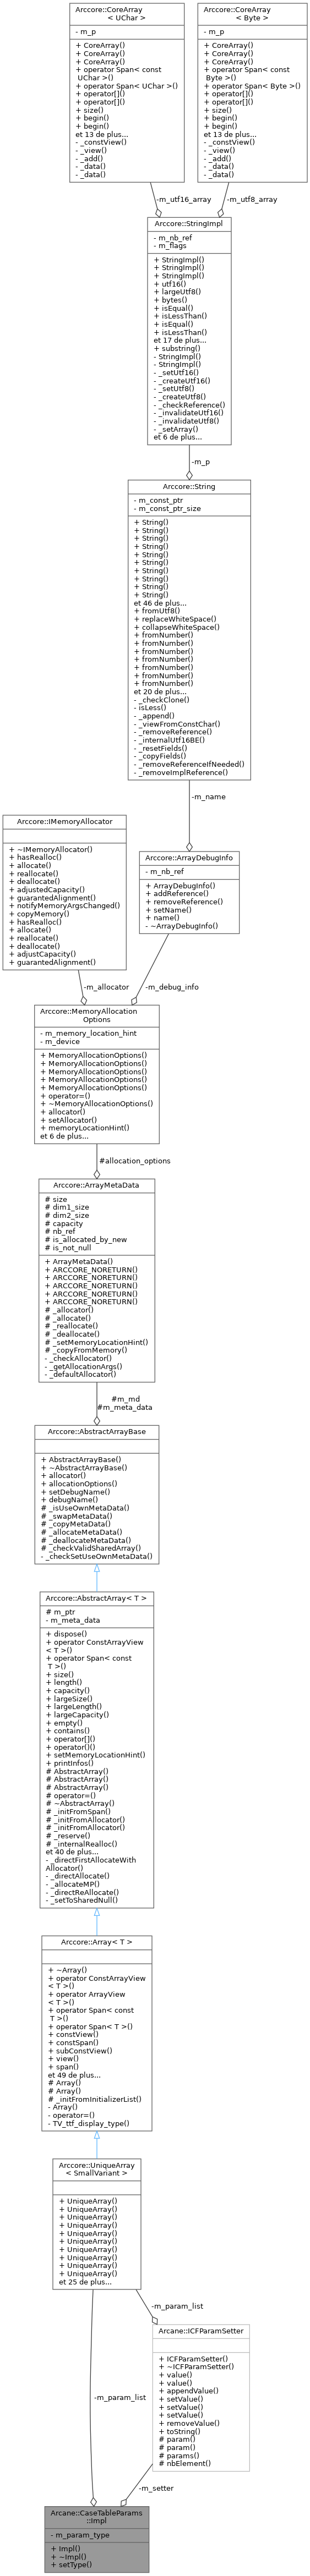 Arccore::CoreArray
< UChar >
- m_p
+ CoreArray()
+ CoreArray()
+ CoreArray()
+ operator Span< const
UChar >()
+ operator Span< UChar >()
+ operator[]()
+ operator[]()
+ size()
+ begin()
+ begin()
et 13 de plus...
- _constView()
- _view()
- _add()
- _data()
- _data()
Arccore::CoreArray
< Byte >
- m_p
+ CoreArray()
+ CoreArray()
+ CoreArray()
+ operator Span< const
Byte >()
+ operator Span< Byte >()
+ operator[]()
+ operator[]()
+ size()
+ begin()
+ begin()
et 13 de plus...
- _constView()
- _view()
- _add()
- _data()
- _data()
-m_utf16_array
-m_utf8_array
Arccore::StringImpl
- m_nb_ref
- m_flags
+ StringImpl()
+ StringImpl()
+ StringImpl()
+ utf16()
+ largeUtf8()
+ bytes()
+ isEqual()
+ isLessThan()
+ isEqual()
+ isLessThan()
et 17 de plus...
+ substring()
- StringImpl()
- StringImpl()
- _setUtf16()
- _createUtf16()
- _setUtf8()
- _createUtf8()
- _checkReference()
- _invalidateUtf16()
- _invalidateUtf8()
- _setArray()
et 6 de plus...
-m_p
Arccore::String
- m_const_ptr
- m_const_ptr_size
+ String()
+ String()
+ String()
+ String()
+ String()
+ String()
+ String()
+ String()
+ String()
+ String()
et 46 de plus...
+ fromUtf8()
+ replaceWhiteSpace()
+ collapseWhiteSpace()
+ fromNumber()
+ fromNumber()
+ fromNumber()
+ fromNumber()
+ fromNumber()
+ fromNumber()
+ fromNumber()
et 20 de plus...
- _checkClone()
- isLess()
- _append()
- _viewFromConstChar()
- _removeReference()
- _internalUtf16BE()
- _resetFields()
- _copyFields()
- _removeReferenceIfNeeded()
- _removeImplReference()
-m_name
Arccore::IMemoryAllocator
+ ~IMemoryAllocator()
+ hasRealloc()
+ allocate()
+ reallocate()
+ deallocate()
+ adjustedCapacity()
+ guarantedAlignment()
+ notifyMemoryArgsChanged()
+ copyMemory()
+ hasRealloc()
+ allocate()
+ reallocate()
+ deallocate()
+ adjustCapacity()
+ guarantedAlignment()
Arccore::ArrayDebugInfo
- m_nb_ref
+ ArrayDebugInfo()
+ addReference()
+ removeReference()
+ setName()
+ name()
- ~ArrayDebugInfo()
-m_allocator
-m_debug_info
Arccore::MemoryAllocation
Options
- m_memory_location_hint
- m_device
+ MemoryAllocationOptions()
+ MemoryAllocationOptions()
+ MemoryAllocationOptions()
+ MemoryAllocationOptions()
+ MemoryAllocationOptions()
+ operator=()
+ ~MemoryAllocationOptions()
+ allocator()
+ setAllocator()
+ memoryLocationHint()
et 6 de plus...
#allocation_options
Arccore::ArrayMetaData
# size
# dim1_size
# dim2_size
# capacity
# nb_ref
# is_allocated_by_new
# is_not_null
+ ArrayMetaData()
+ ARCCORE_NORETURN()
+ ARCCORE_NORETURN()
+ ARCCORE_NORETURN()
+ ARCCORE_NORETURN()
+ ARCCORE_NORETURN()
# _allocator()
# _allocate()
# _reallocate()
# _deallocate()
# _setMemoryLocationHint()
# _copyFromMemory()
- _checkAllocator()
- _getAllocationArgs()
- _defaultAllocator()
#m_md
#m_meta_data
Arccore::AbstractArrayBase
+ AbstractArrayBase()
+ ~AbstractArrayBase()
+ allocator()
+ allocationOptions()
+ setDebugName()
+ debugName()
# _isUseOwnMetaData()
# _swapMetaData()
# _copyMetaData()
# _allocateMetaData()
# _deallocateMetaData()
# _checkValidSharedArray()
- _checkSetUseOwnMetaData()
Arccore::AbstractArray< T >
# m_ptr
- m_meta_data
+ dispose()
+ operator ConstArrayView
< T >()
+ operator Span< const
T >()
+ size()
+ length()
+ capacity()
+ largeSize()
+ largeLength()
+ largeCapacity()
+ empty()
+ contains()
+ operator[]()
+ operator()()
+ setMemoryLocationHint()
+ printInfos()
# AbstractArray()
# AbstractArray()
# AbstractArray()
# operator=()
# ~AbstractArray()
# _initFromSpan()
# _initFromAllocator()
# _initFromAllocator()
# _reserve()
# _internalRealloc()
et 40 de plus...
- _directFirstAllocateWith
Allocator()
- _directAllocate()
- _allocateMP()
- _directReAllocate()
- _setToSharedNull()
Arccore::Array< T >
+ ~Array()
+ operator ConstArrayView
< T >()
+ operator ArrayView
< T >()
+ operator Span< const
T >()
+ operator Span< T >()
+ constView()
+ constSpan()
+ subConstView()
+ view()
+ span()
et 49 de plus...
# Array()
# Array()
# _initFromInitializerList()
- Array()
- operator=()
- TV_ttf_display_type()
Arccore::UniqueArray
< SmallVariant >
+ UniqueArray()
+ UniqueArray()
+ UniqueArray()
+ UniqueArray()
+ UniqueArray()
+ UniqueArray()
+ UniqueArray()
+ UniqueArray()
+ UniqueArray()
+ UniqueArray()
et 25 de plus...
-m_param_list
Arcane::ICFParamSetter
+ ICFParamSetter()
+ ~ICFParamSetter()
+ value()
+ value()
+ appendValue()
+ setValue()
+ setValue()
+ setValue()
+ removeValue()
+ toString()
# param()
# param()
# params()
# nbElement()
-m_param_list
-m_setter
Arcane::CaseTableParams
::Impl
- m_param_type
+ Impl()
+ ~Impl()
+ setType()